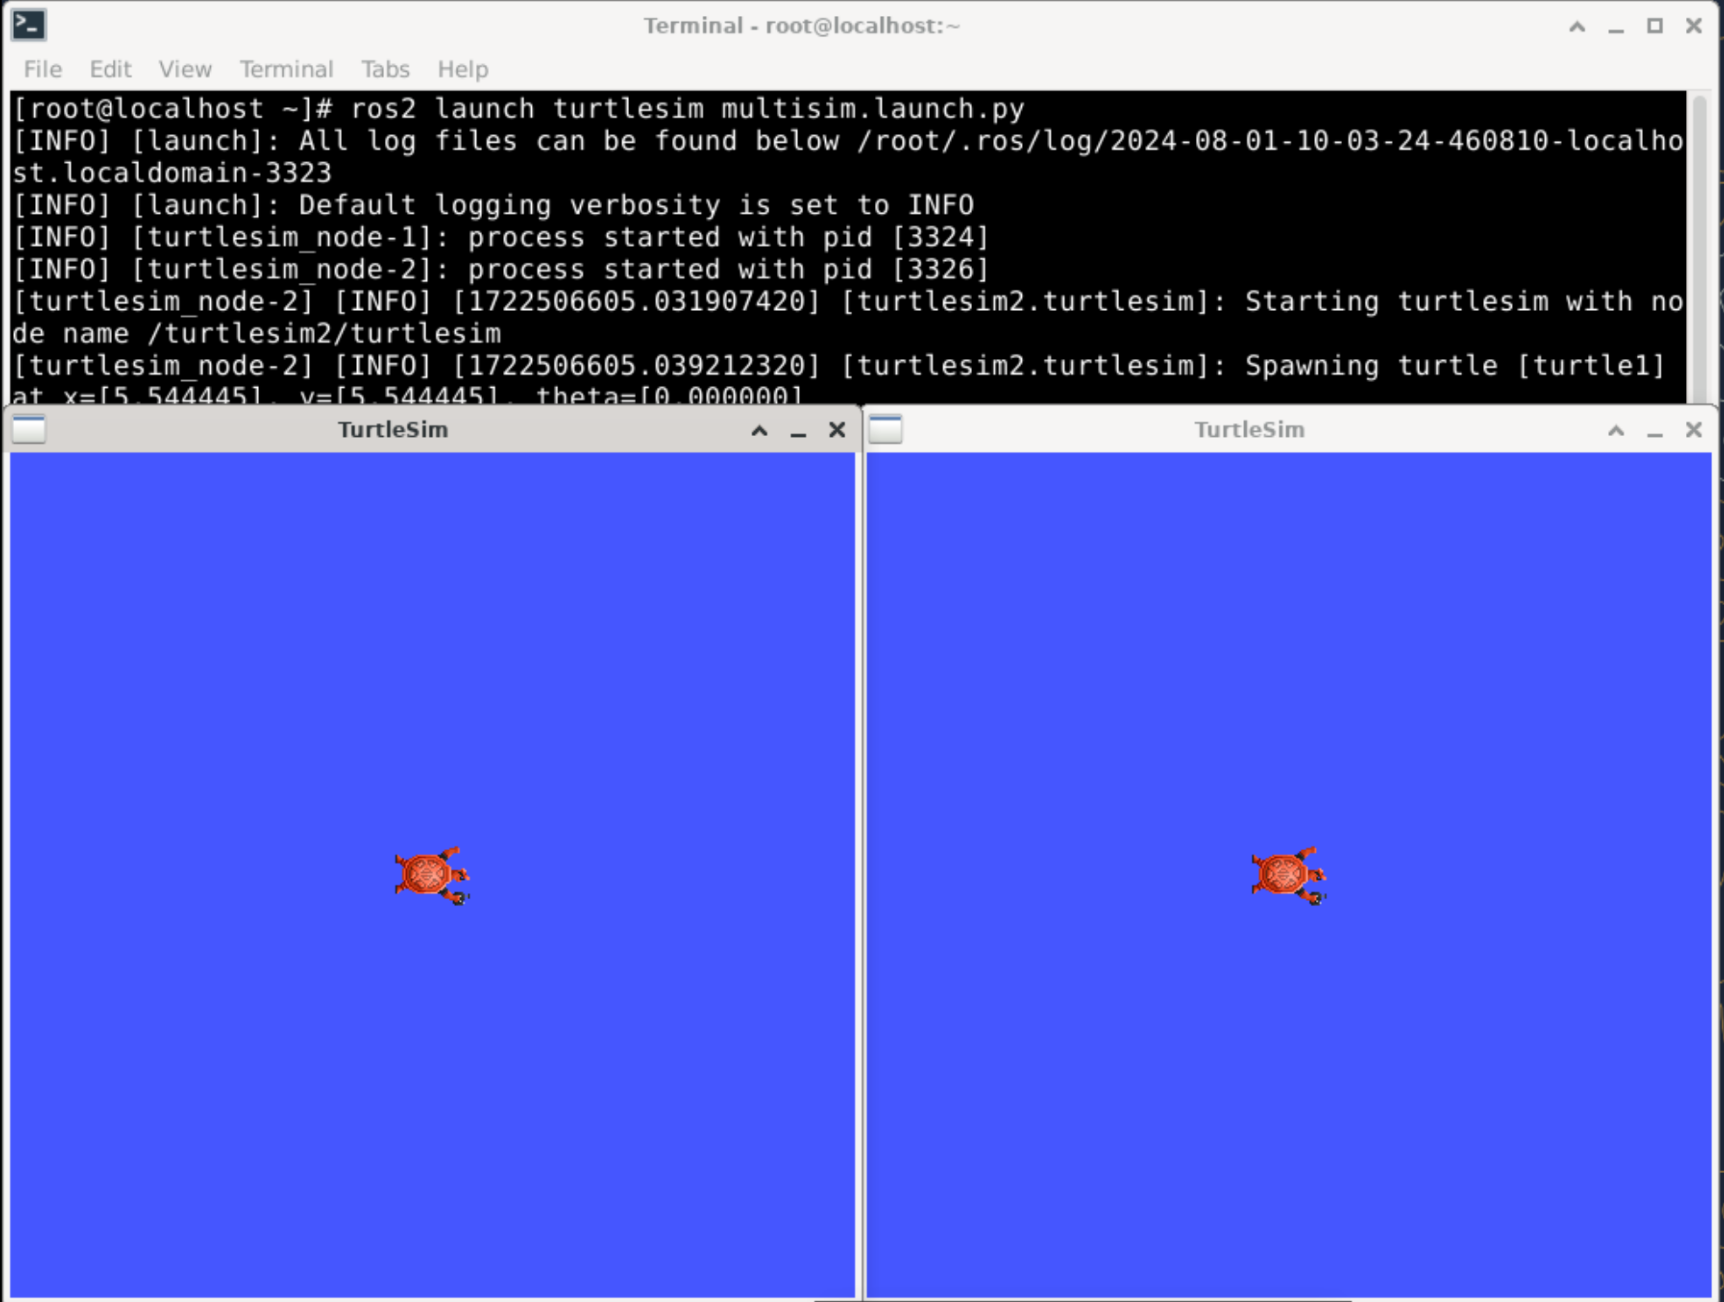 Terminal - root@localhost:~
File Edit View Terminal Tabs Help
[root@localhost ~]# ros2 launch turtlesim multisim.launch.py
[INFO] [launch]: All log files can be found below /root/.ros/log/2024-08-01-10-03-24-460810-localho
st.localdomain-3323
[INFO] [launch]: Default logging verbosity is set to INFO
[INFO] [turtlesim_node-1]: process started with pid [3324]
[INFO] [turtlesim_node-2]: process started with pid [3326]
[turtlesim_node-2] [INFO] [1722506605.031907420] [turtlesim2.turtlesim]: Starting turtlesim with no
de name /turtlesim2/turtlesim
[turtlesim_node-2] [INFO] [1722506605.039212320] [turtlesim2.turtlesim]: Spawning turtle [turtle1]
at x=[5.544445], y=[5.544445], theta=[0.000000]
TurtleSim
TurtleSim